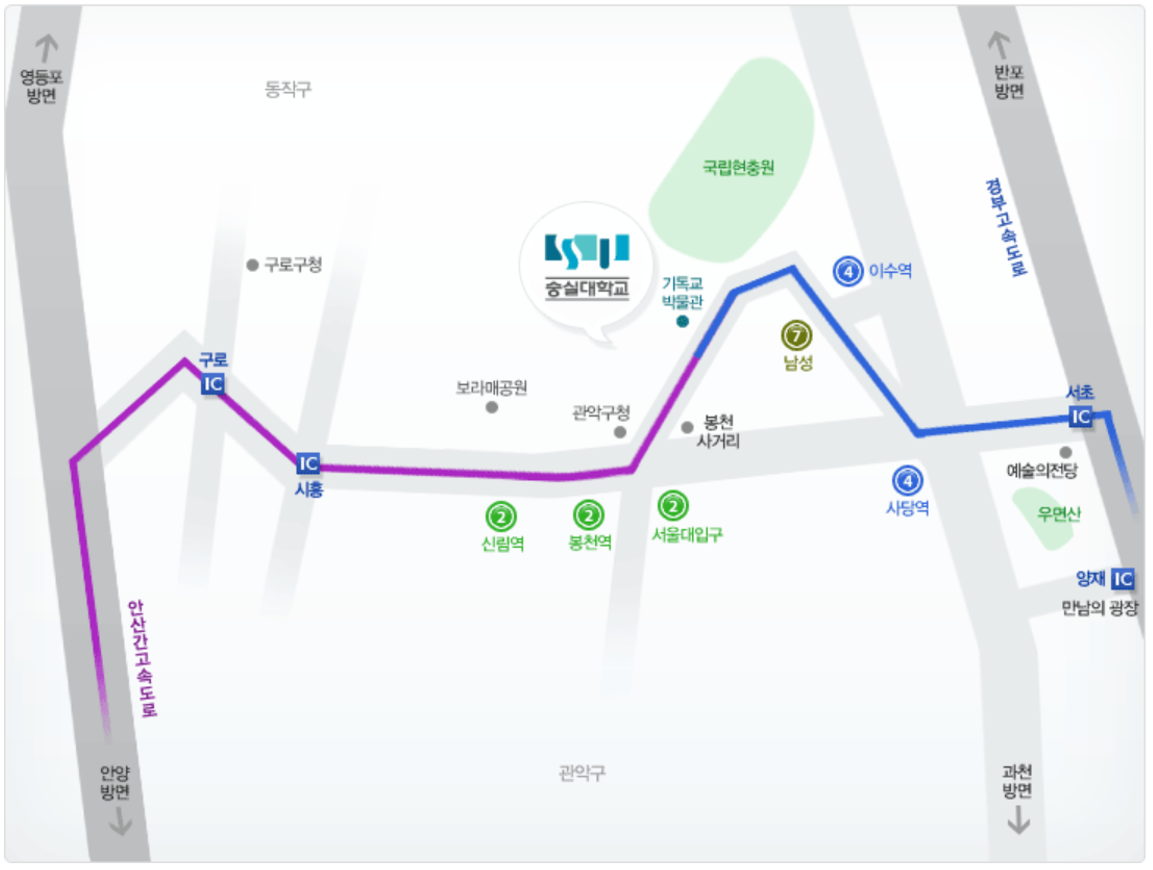 영등포
방면
동작구
반포
방면
국립현충원
경부고속도로
구로구청
숭실대학교
기독교
박물관
4 이수역
7
남성
구로
IC
보라매공원
관악구청
봉천
사거리
서초
IC
IC
시흥
예술의전당
2
신림역
2
봉천역
2
서울대입구
4
사당역
우면산
양재 IC
만남의 광장
안산간고속도로
안양
방면
관악구
과천
방면